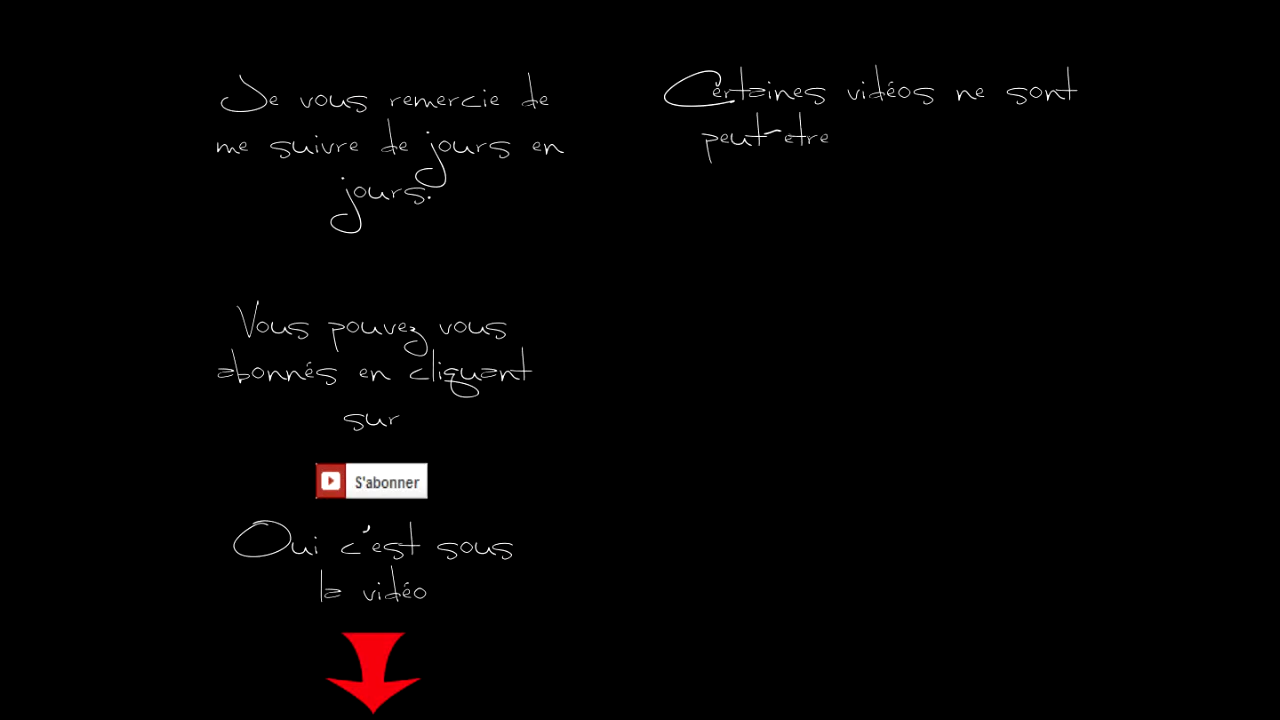 Je vous remercie de
me suivre de jours en
jours.
Vous pouvez vous
abonnés en cliquant
sur
S'abonner
Oui c'est sous
la vidéo
Certaines vidéos ne sont
peut-etre